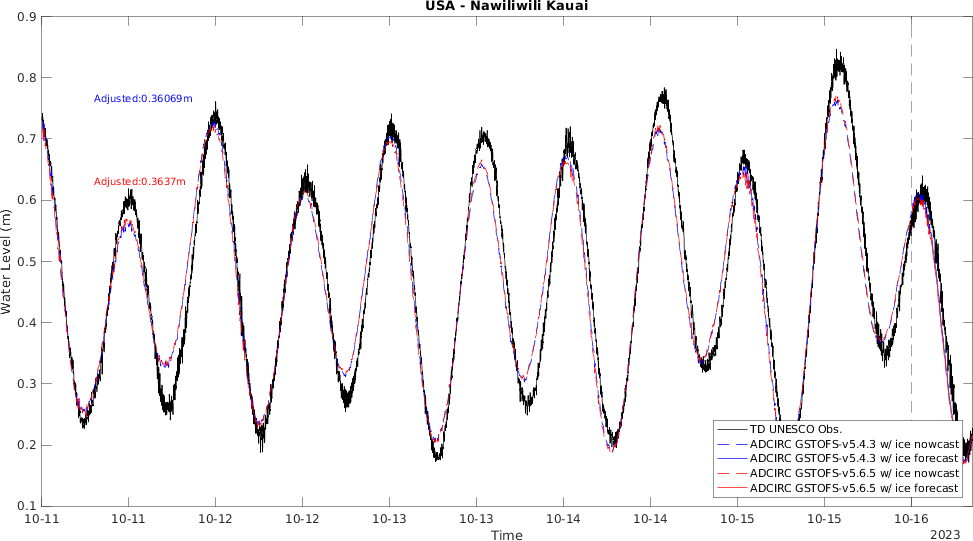 USA - Nawiliwili Kauai
0.9
0.8
0.7
0.6
0.5
0.4
0.3
0.2
0.1
Water Level (m)
Adjusted:0.36069m
Adjusted:0.3637m
TD UNESCO Obs.
ADCIRC GSTOFS-v5.4.3 w/ ice nowcast
ADCIRC GSTOFS-v5.4.3 w/ ice forecast
ADCIRC GSTOFS-v5.6.5 w/ ice nowcast
ADCIRC GSTOFS-v5.6.5 w/ ice forecast
10-11 10-11 10-12 10-12 10-13 10-13 10-14 10-14 10-15 10-15 10-16
Time
2023